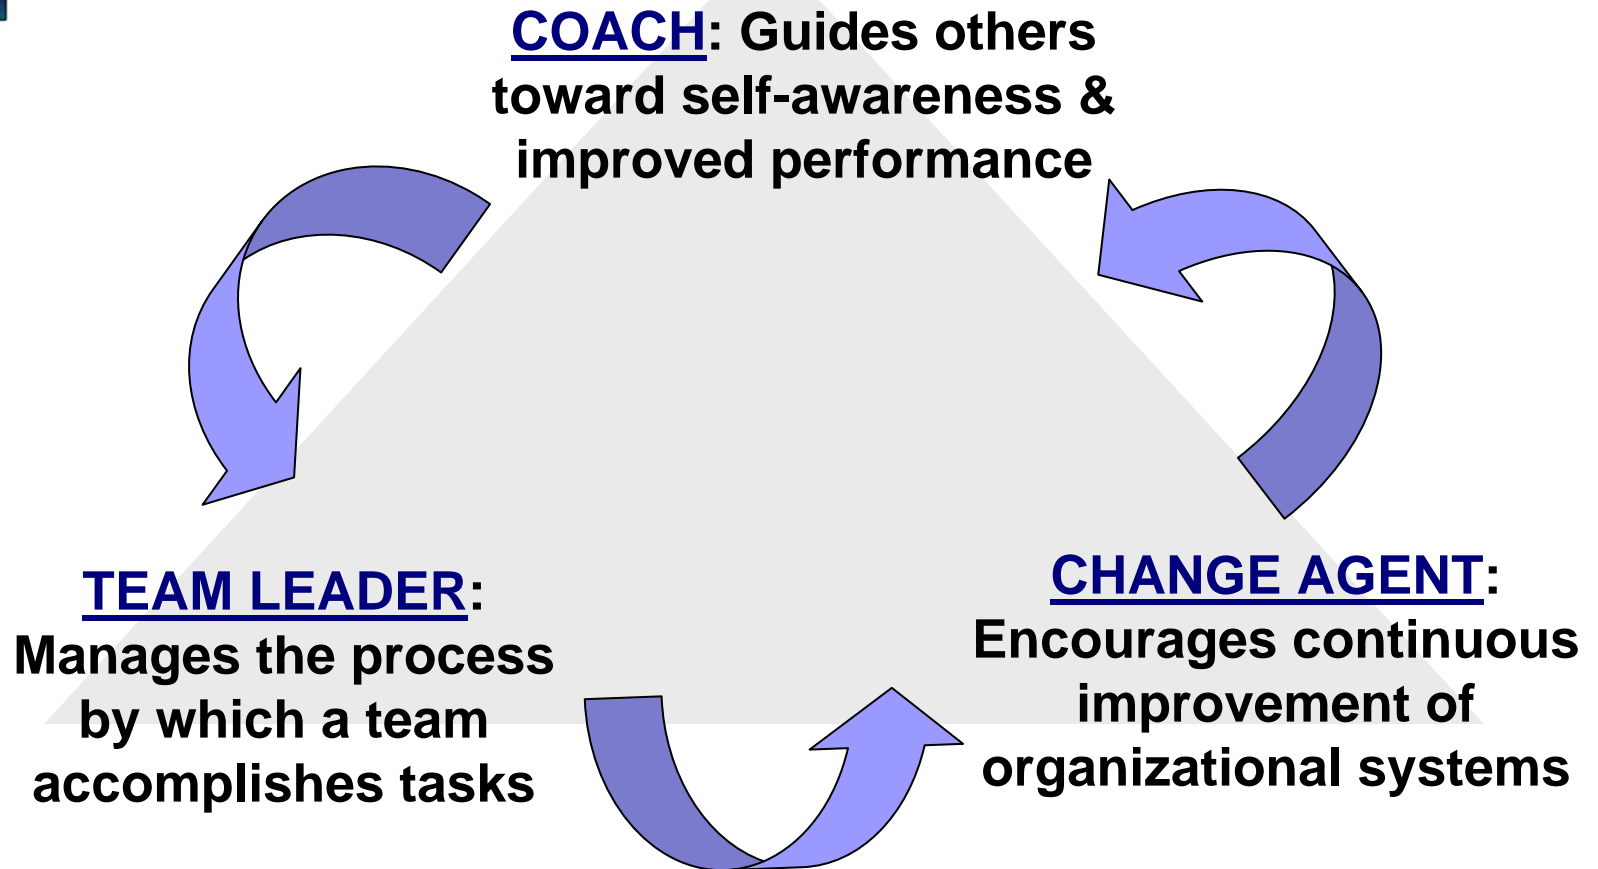 COACH: Guides others
toward self-awareness &
improved performance
TEAM LEADER:
Manages the process
by which a team
accomplishes tasks
CHANGE AGENT:
Encourages continuous
improvement of
organizational systems